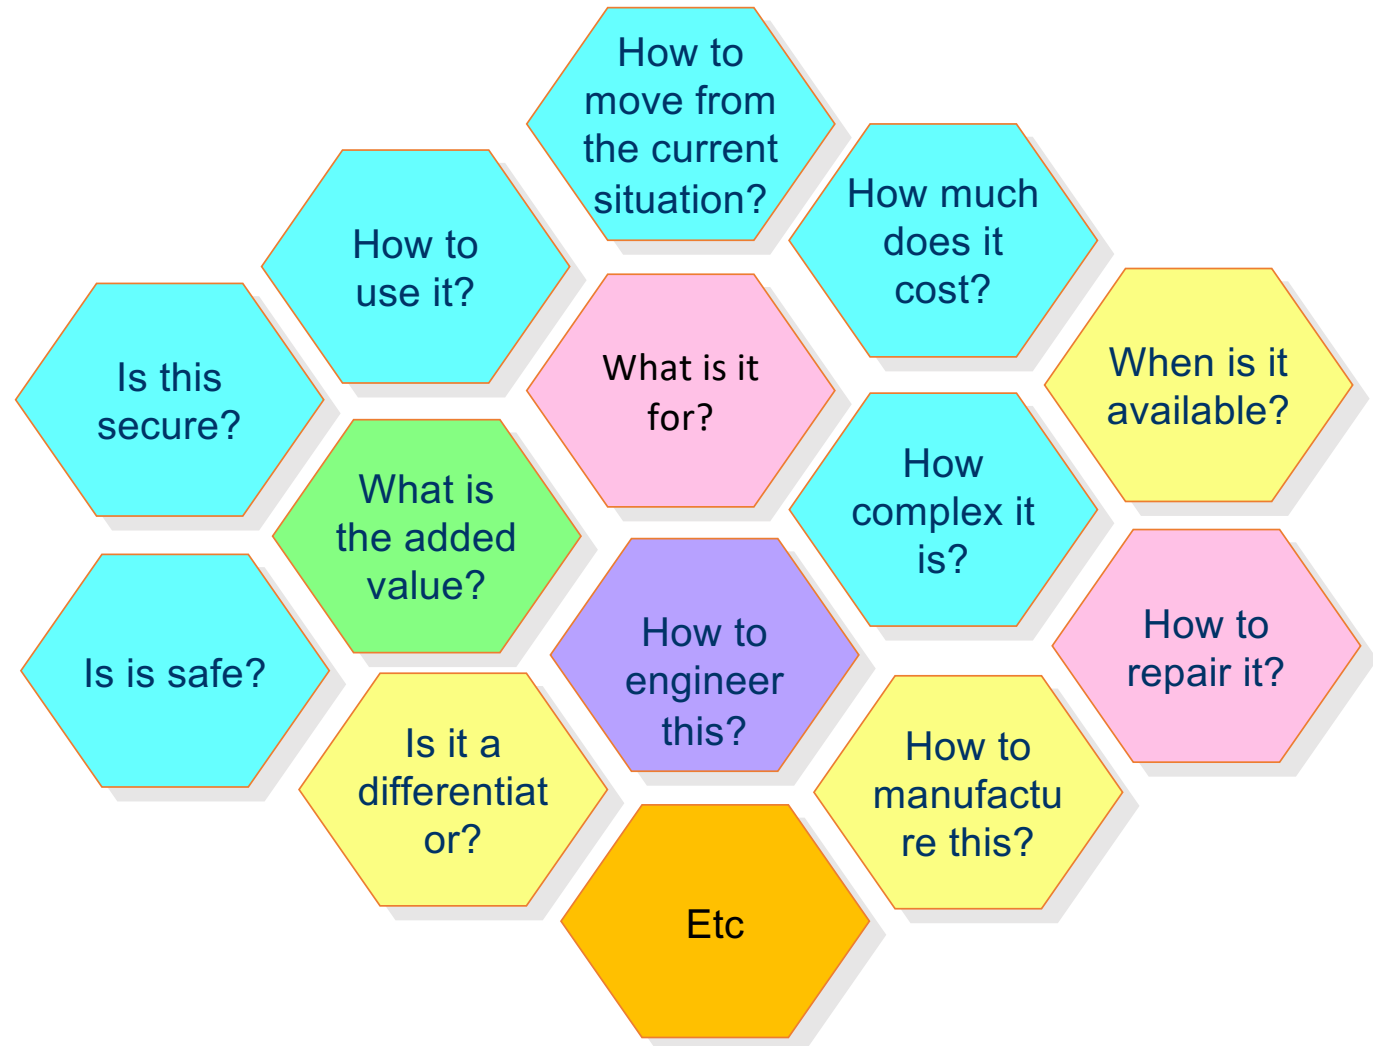 How to
move from
the current
situation?
How much
does it
cost?
How to
use it?
What is it
for?
When is it
available?
Is this
secure?
What is
the added
value?
How
complex it
is?
How to
repair it?
Is is safe?
How to
engineer
this?
Is it a
differentiat
or?
How to
manufactu
re this?
Etc